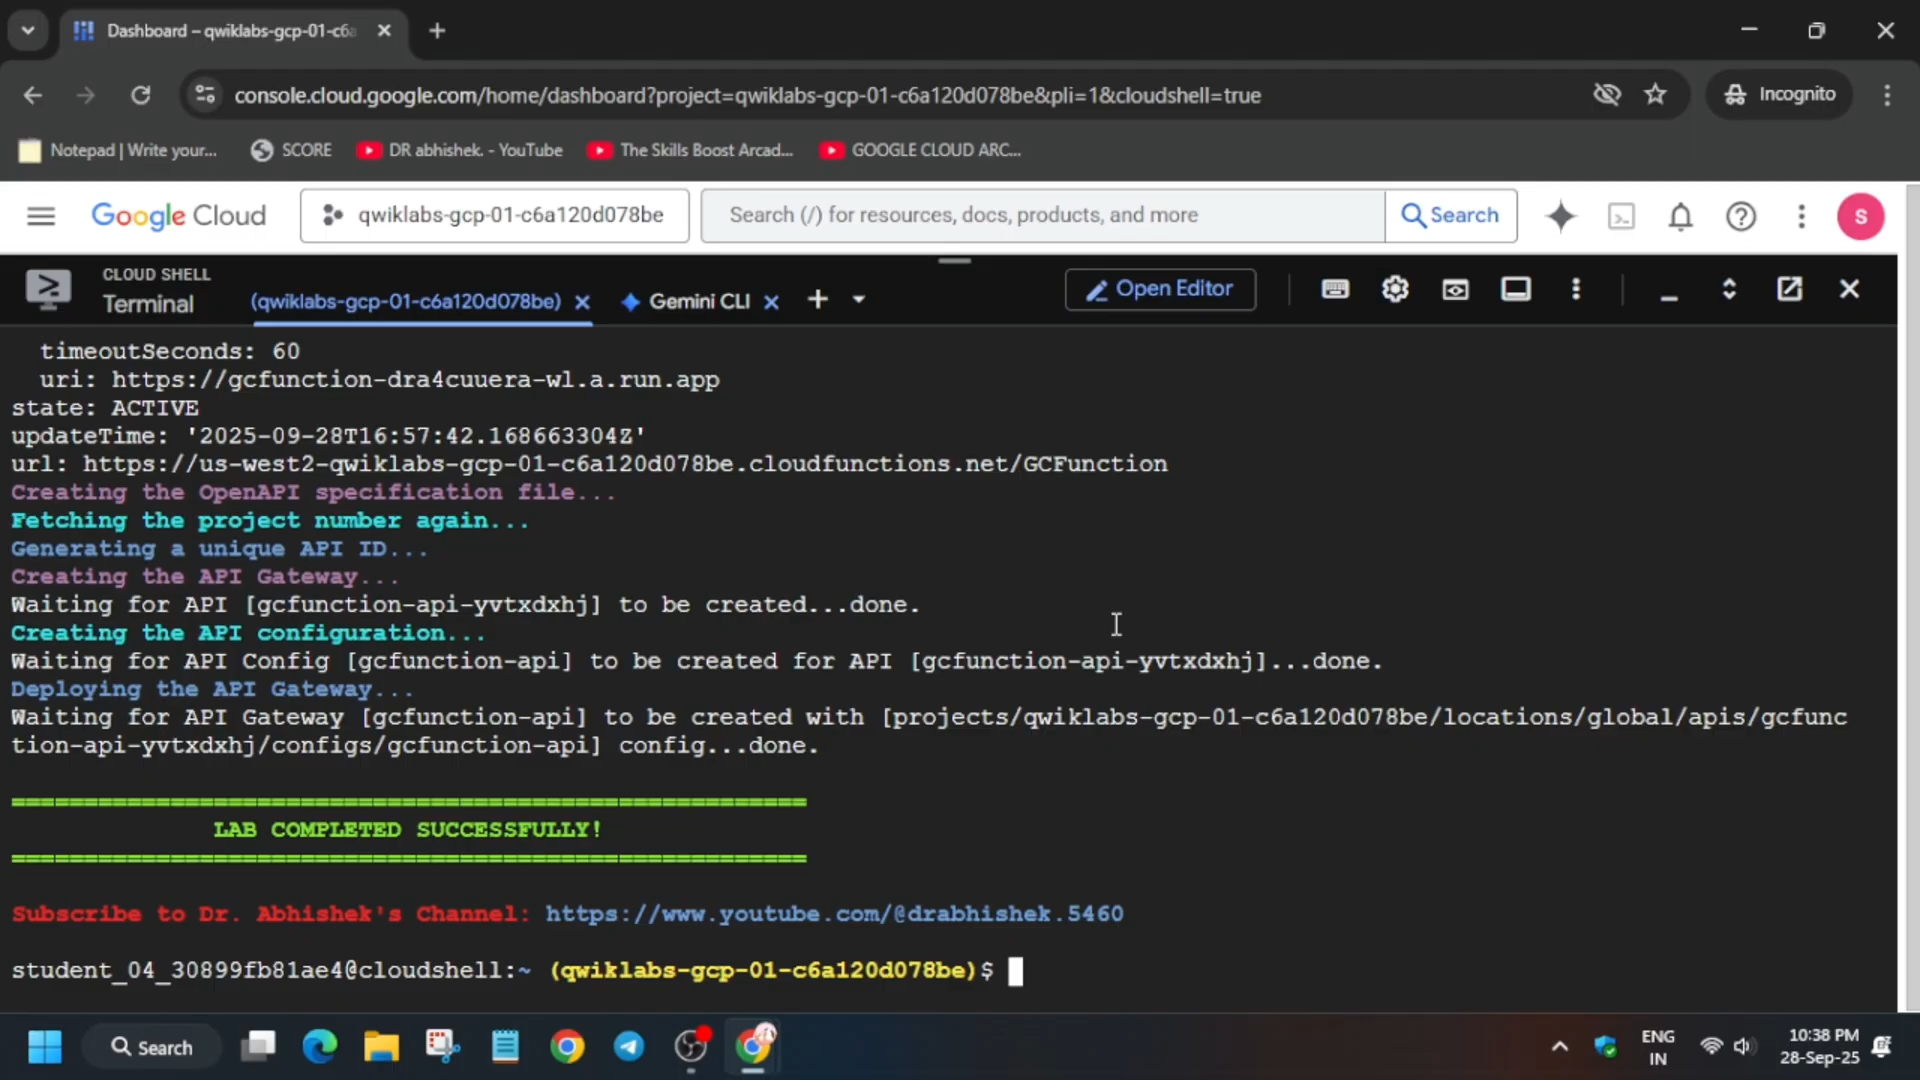 Dashboard – qwiklabs-gcp-01-c6a
console.cloud.google.com/home/dashboard?project=qwiklabs-gcp-01-c6a120d078be&pli=1&cloudshell=true
Incognito
Notepad | Write your...
SCORE
DR abhishek. - YouTube
The Skills Boost Arcad...
GOOGLE CLOUD ARC...
Google Cloud
qwiklabs-gcp-01-c6a120d078be
Search (/) for resources, docs, products, and more
Search
S
CLOUD SHELL
Terminal
(qwiklabs-gcp-01-c6a120d078be)
Gemini CLI
Open Editor
timeoutSeconds: 60
uri: https://gcfunction-dra4cuuera-wl.a.run.app
state: ACTIVE
updateTime: '2025-09-28T16:57:42.168663304Z'
url: https://us-west2-qwiklabs-gcp-01-c6a120d078be.cloudfunctions.net/GCFunction
Creating the OpenAPI specification file...
Fetching the project number again...
Generating a unique API ID...
Creating the API Gateway...
Waiting for API [gcfunction-api-yvtxdxhj] to be created...done.
Creating the API configuration...
Waiting for API Config [gcfunction-api] to be created for API [gcfunction-api-yvtxdxhj]...done.
Deploying the API Gateway...
Waiting for API Gateway [gcfunction-api] to be created with [projects/qwiklabs-gcp-01-c6a120d078be/locations/global/apis/gcfunc
tion-api-yvtxdxhj/configs/gcfunction-api] config...done.
=======================================================
LAB COMPLETED SUCCESSFULLY!
=======================================================
Subscribe to Dr. Abhishek's Channel: https://www.youtube.com/@drabhishek.5460
student_04_30899fb81ae4@cloudshell:~ (qwiklabs-gcp-01-c6a120d078be)$
Search
ENG
IN
10:38 PM
28-Sep-25